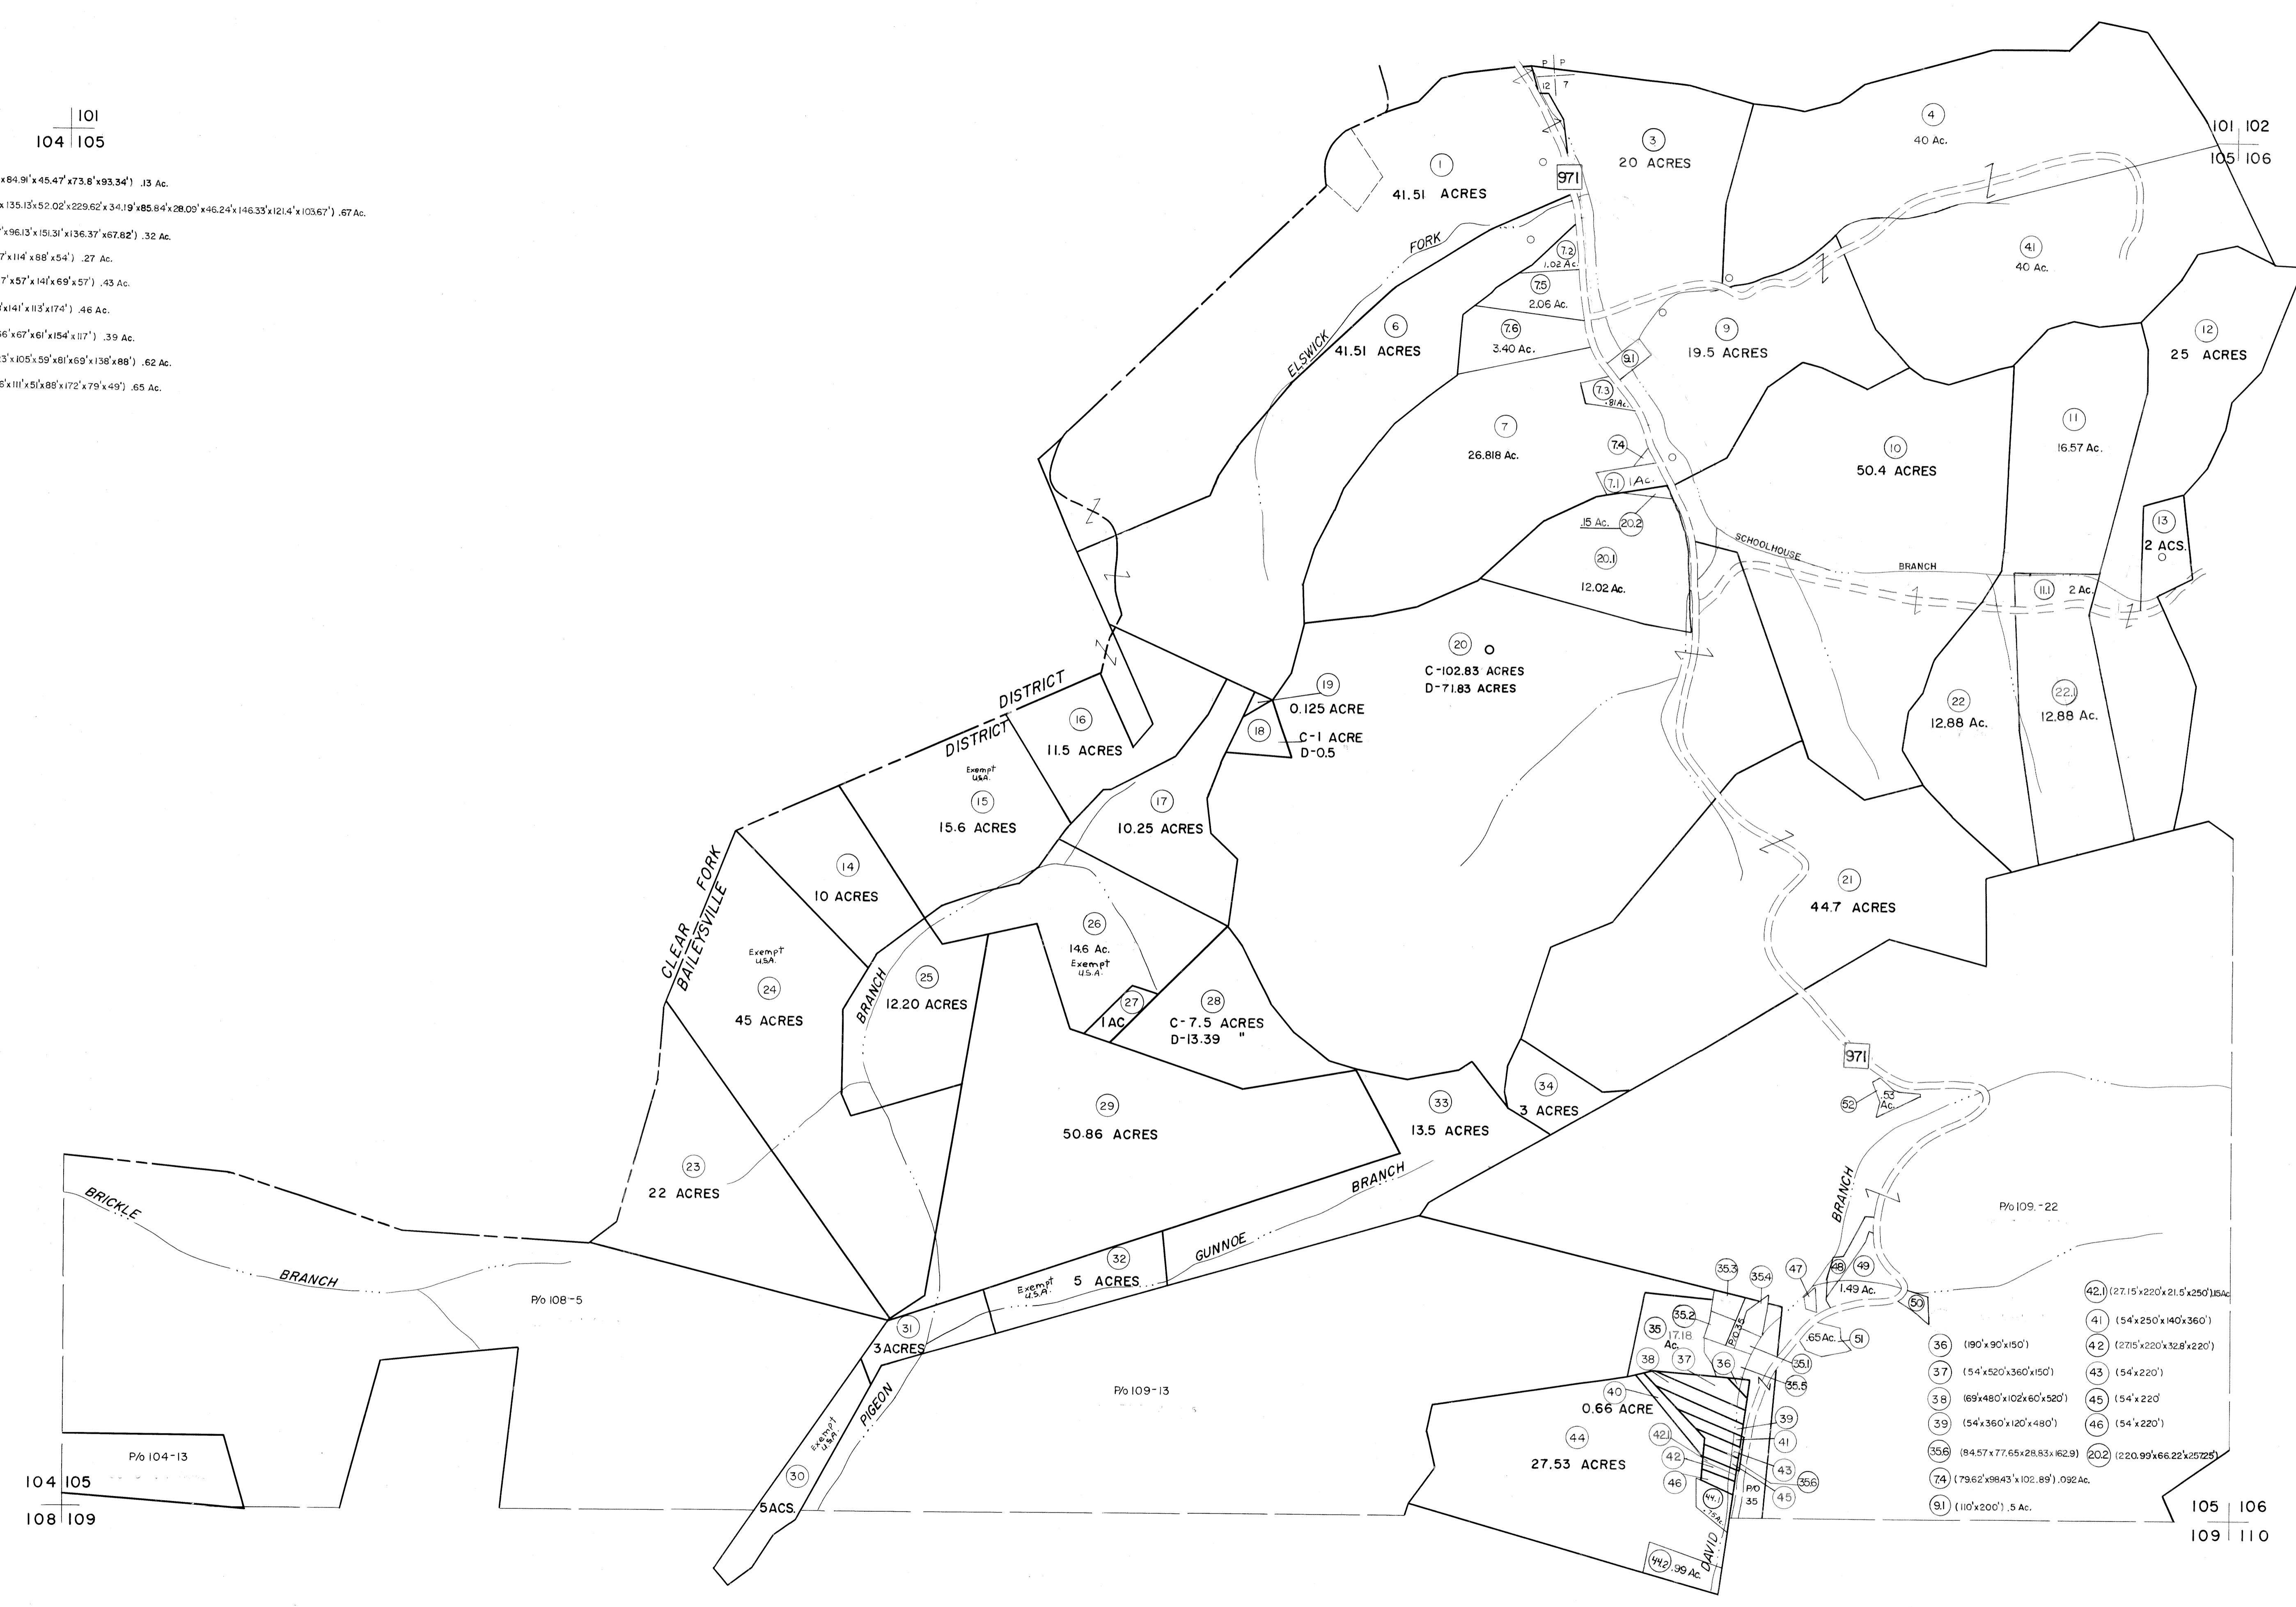 101
104 105
x84.91'x45.47'x73.8'x93.34') .13 Ac.
x135.13'x52.02'x229.62'x34.19'x85.84'x28.09'x46.24'x146.33'x121.4'x103.67') .67 Ac.
'x96.13'x151.31'x136.37'x67.82') .32 Ac.
7'x114'x88'x54') .27 Ac.
7'x57'x141'x69'x57') .43 Ac.
'x141'x113'x174') .46 Ac.
6'x67'x61'x154'x117') .39 Ac.
3'x105'x59'x81'x69'x138'x88') .62 Ac.
6'x111'x51'x88'x172'x79'x49') .65 Ac.
P P
12 7
971
101 102
105 106
1
41.51 ACRES
3
20 ACRES
4
40 Ac.
4.1
40 Ac.
ELSWICK FORK
6
41.51 ACRES
7.2
1.02 Ac.
7.5
2.06 Ac.
7.6
3.40 Ac.
9
19.5 ACRES
9.1
7.3
.81 Ac.
12
25 ACRES
7
26.818 Ac.
7.4
7.1 1 Ac.
10
50.4 ACRES
11
16.57 Ac.
13
2 ACS.
.15 Ac. 20.2
20.1
12.02 Ac.
SCHOOLHOUSE BRANCH
11.1 2 Ac.
20
C-102.83 ACRES
D-71.83 ACRES
19
0.125 ACRE
18
C-1 ACRE
D-0.5
22
12.88 Ac.
22.1
12.88 Ac.
DISTRICT
DISTRICT
16
11.5 ACRES
Exempt
U.S.A.
15
15.6 ACRES
17
10.25 ACRES
14
10 ACRES
CLEAR FORK
BAILEYSVILLE
21
44.7 ACRES
Exempt
U.S.A.
24
45 ACRES
25
12.20 ACRES
BRANCH
26
14.6 Ac.
Exempt
U.S.A.
27
1 AC.
28
C-7.5 ACRES
D-13.39 "
971
52
.53
Ac.
29
50.86 ACRES
33
13.5 ACRES
34
3 ACRES
23
22 ACRES
BRICKLE
BRANCH
P/o 108-5
GUNNOE BRANCH
BRANCH
P/o 109.-22
32
5 ACRES
Exempt
U.S.A.
31
3 ACRES
PIGEON
Exempt
U.S.A.
30
5 ACS.
P/o 109-13
P/o 104-13
104 105
108 109
35.3
35.4
47
48
49
1.49 Ac.
50
35.2
P/O 35
35
17.18
Ac.
.65 Ac. 51
35.1
35.5
38
37
36
40
0.66 ACRE
39
44
27.53 ACRES
42.1
41
42
43
35.6
46
45
44.1
.75 Ac.
P/O
35
DAVID
44.2 .99 Ac.
42.1 (27.15'x220'x21.5'x250') .15 Ac
41 (54'x250'x140'x360')
36 (190'x90'x150')
42 (27.15'x220'x32.8'x220')
37 (54'x520'x360'x150')
43 (54'x220')
38 (69'x480'x102'x60'x520')
45 (54'x220'
39 (54'x360'x120'x480')
46 (54'x220')
35.6 (84.57x77.65x28.83x162.9)
20.2 (220.99'x66.22'x257.25')
7.4 (79.62'x98.43'x102.89') .092 Ac.
9.1 (110'x200') .5 Ac.
105 106
109 110